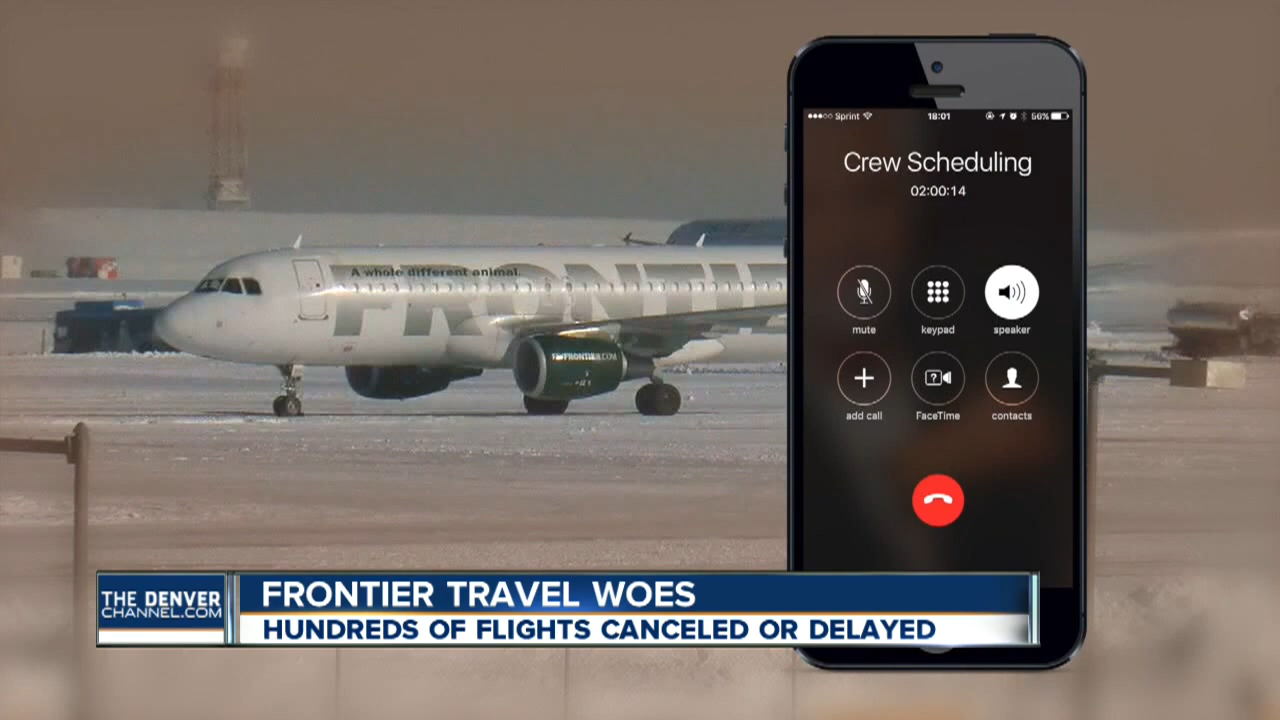 A whole different animal.
FRONTI
FLYFRONTIER.COM
Sprint
18:01
56%
Crew Scheduling
02:00:14
mute
keypad
speaker
add call
FaceTime
contacts
THE DENVER
CHANNEL.COM
FRONTIER TRAVEL WOES
HUNDREDS OF FLIGHTS CANCELED OR DELAYED